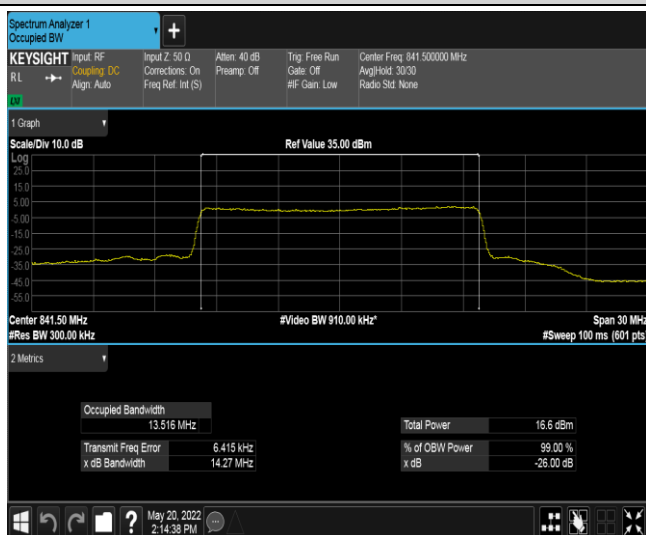 Spectrum Analyzer 1
Occupied BW
+
KEYSIGHT
RL
Input: RF
Coupling: DC
Align: Auto
Input Z: 50 Ω
Corrections: On
Freq Ref: Int (S)
Atten: 40 dB
Preamp: Off
Trig: Free Run
Gate: Off
#IF Gain: Low
Center Freq: 841.500000 MHz
Avg|Hold: 30/30
Radio Std: None
1 Graph
Scale/Div 10.0 dB
Ref Value 35.00 dBm
Log
25.0
15.0
5.00
-5.00
-15.0
-25.0
-35.0
-45.0
-55.0
Center 841.50 MHz
#Video BW 910.00 kHz*
Span 30 MHz
#Res BW 300.00 kHz
#Sweep 100 ms (601 pts)
2 Metrics
Occupied Bandwidth
13.516 MHz
Total Power 16.6 dBm
Transmit Freq Error 6.415 kHz
% of OBW Power 99.00 %
x dB Bandwidth 14.27 MHz
x dB -26.00 dB
?
May 20, 2022
2:14:38 PM